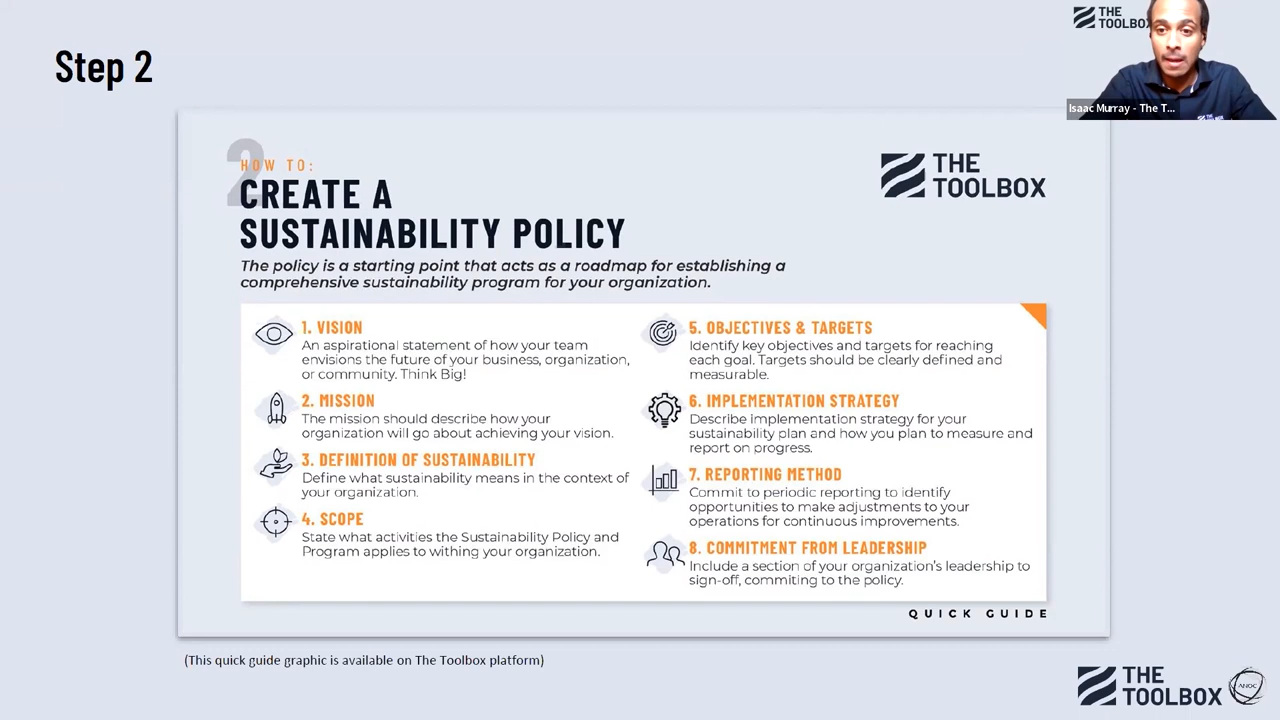 Step 2
THE
TOOLBOX
Isaac Murray - The T...
2
HOW TO:
CREATE A
SUSTAINABILITY POLICY
THE
TOOLBOX
The policy is a starting point that acts as a roadmap for establishing a
comprehensive sustainability program for your organization.
1. VISION
An aspirational statement of how your team
envisions the future of your business, organization,
or community. Think Big!
2. MISSION
The mission should describe how your
organization will go about achieving your vision.
3. DEFINITION OF SUSTAINABILITY
Define what sustainability means in the context of
your organization.
4. SCOPE
State what activities the Sustainability Policy and
Program applies to withing your organization.
5. OBJECTIVES & TARGETS
Identify key objectives and targets for reaching
each goal. Targets should be clearly defined and
measurable.
6. IMPLEMENTATION STRATEGY
Describe implementation strategy for your
sustainability plan and how you plan to measure and
report on progress.
7. REPORTING METHOD
Commit to periodic reporting to identify
opportunities to make adjustments to your
operations for continuous improvements.
8. COMMITMENT FROM LEADERSHIP
Include a section of your organization's leadership to
sign-off, commiting to the policy.
QUICK GUIDE
(This quick guide graphic is available on The Toolbox platform)
THE
TOOLBOX
ANOC